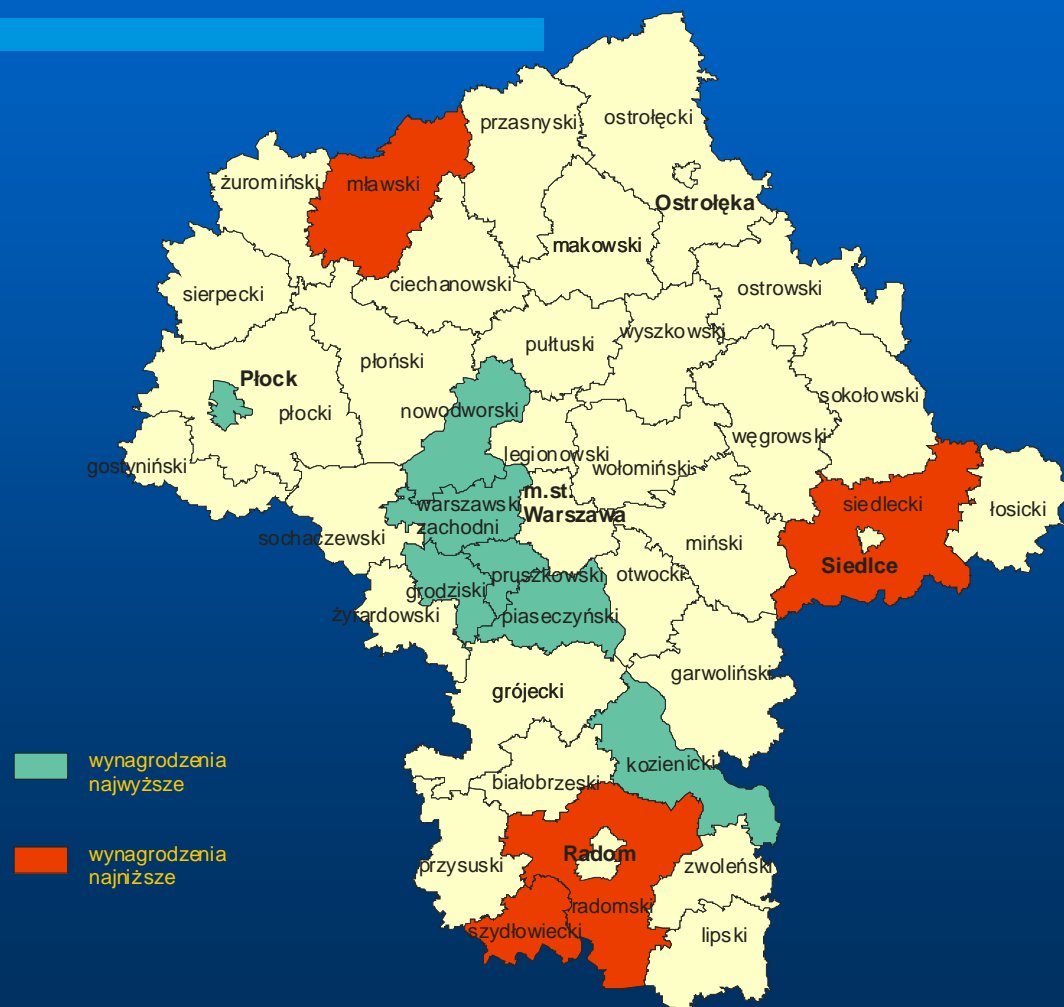 ostrołęcki
przasnyski
żuromiński
mławski
Ostrołęka
makowski
ciechanowski
ostrowski
sierpecki
wyszkowski
pułtuski
płoński
Płock
sokołowski
nowodworski
płocki
węgrowski
legionowski
gostyniński
wołomiński
m.st.
Warszawa
warszawski
zachodni
siedlecki
łosicki
sochaczewski
miński
Siedlce
pruszkowski
otwocki
grodziski
żyrardowski
piaseczyński
garwoliński
grójecki
wynagrodzenia
najwyższe
kozienicki
białobrzeski
wynagrodzenia
najniższe
Radom
przysuski
zwoleński
radomski
szydłowiecki
lipski